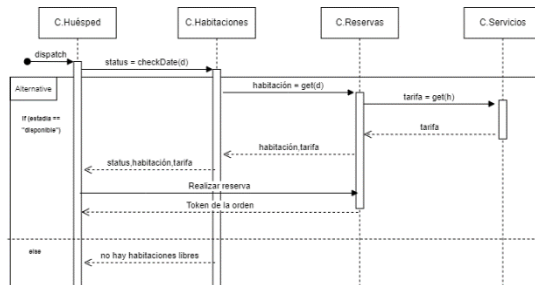 C.Huésped
C.Habitaciones
C.Reservas
C.Servicios
dispatch
status = checkDate(d)
Alternative
habitación = get(d)
tarifa = get(h)
If (estadía ==
"disponible")
tarifa
habitación,tarifa
status,habitación,tarifa
Realizar reserva
Token de la orden
else
no hay habitaciones libres